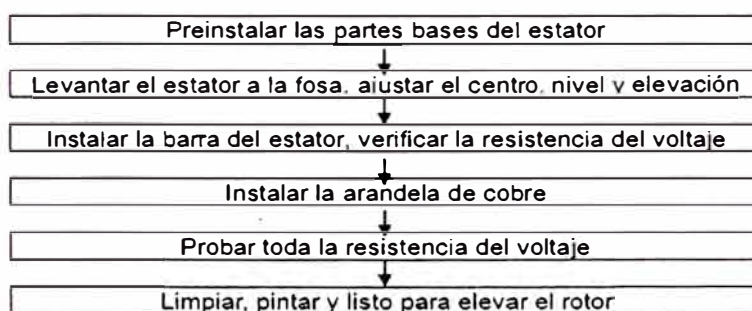 Preinstalar las partes bases del estator
Levantar el estator a la fosa, ajustar el centro, nivel y elevación
Instalar la barra del estator, verificar la resistencia del voltaje
Instalar la arandela de cobre
Probar toda la resistencia del voltaje
Limpiar, pintar y listo para elevar el rotor